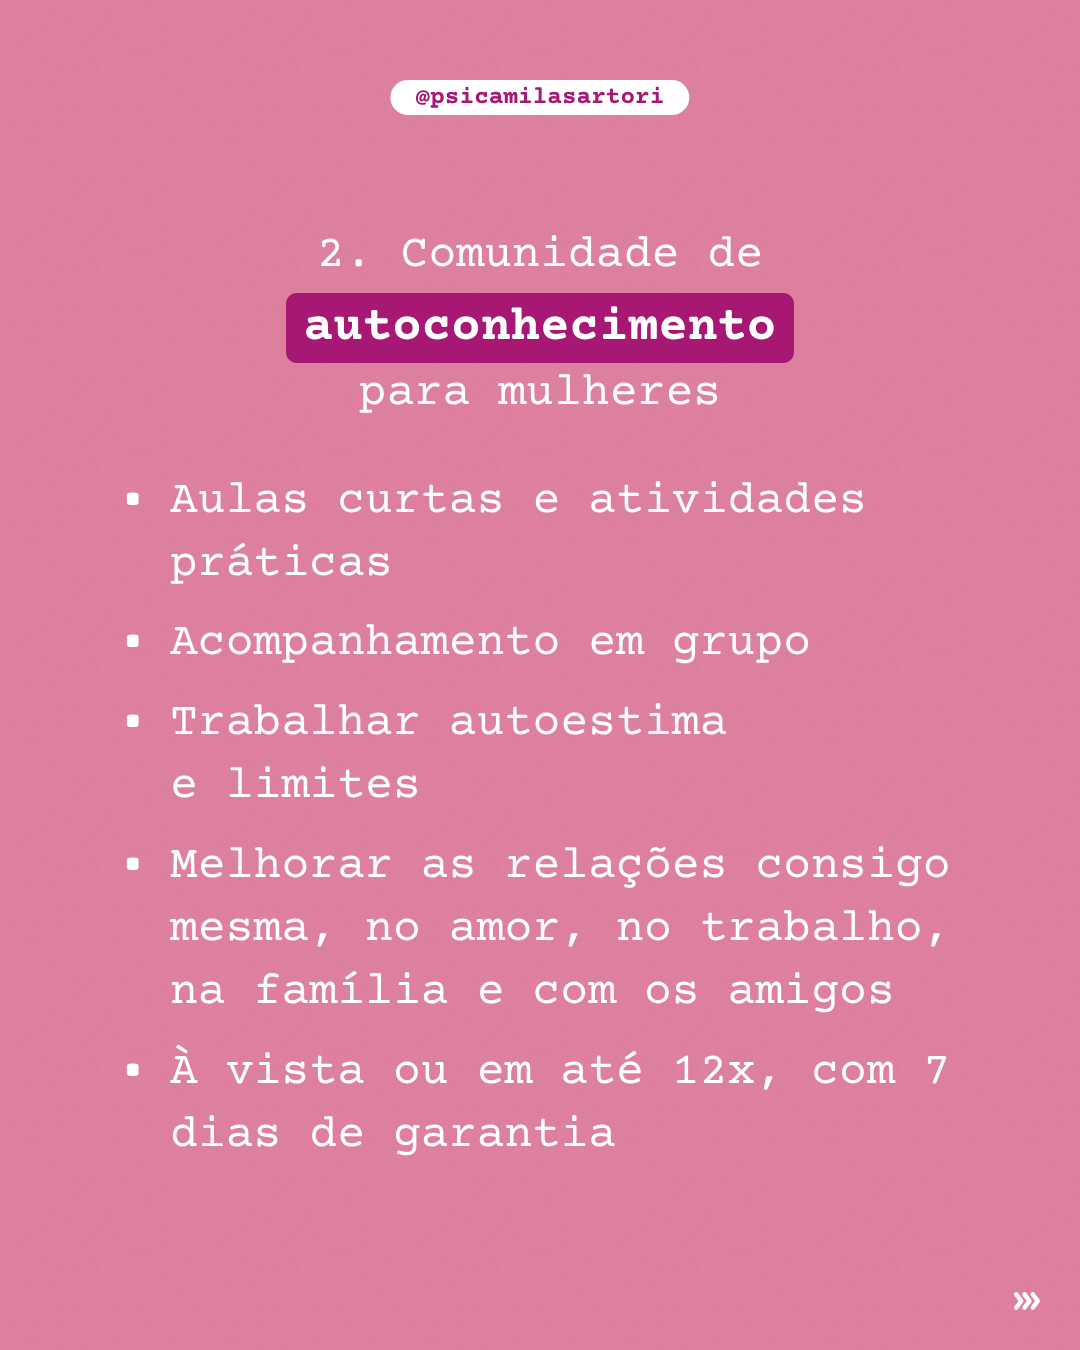 @psicamilasartori
2. Comunidade de
autoconhecimento
para mulheres
▪ Aulas curtas e atividades
práticas
▪ Acompanhamento em grupo
▪ Trabalhar autoestima
e limites
▪ Melhorar as relações consigo
mesma, no amor, no trabalho,
na família e com os amigos
▪ À vista ou em até 12x, com 7
dias de garantia